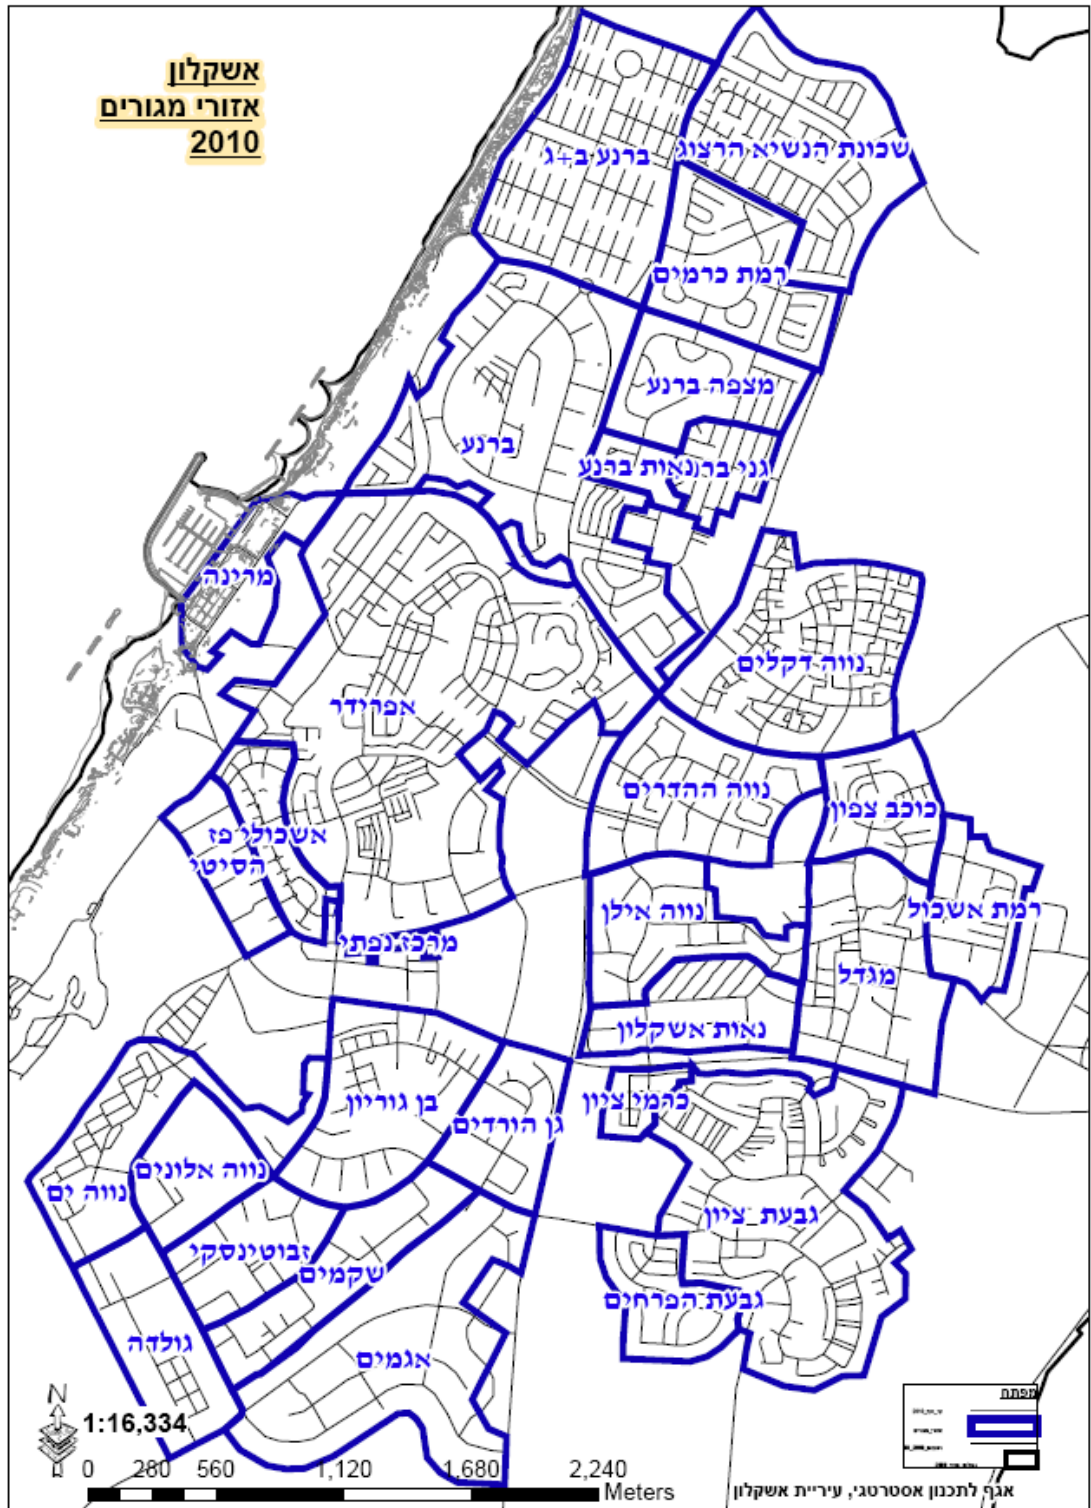 אשקלון
אזורי מגורים
2010
שכונת הנשיא הרצוג
ברנע ב+ג
רמת כרמים
מצפה ברנע
ברנע
נאות ברנע
גני
מרינה
נווה דקלים
אפרידר
נווה ההדרים
כוכב צפון
אשכולי פז
הסיטי
נווה אילן
רמת אשכול
מרכז נפתי
מגדל
נאות אשקלון
כרמי ציון
בן גוריון
גן הורדים
נווה אלונים
נווה ים
גבעת_ציון
זבוטינסקי
שקמים
גבעת הפרחים
גולדה
אגמים
N
1:16,334
0 280 560 1,120 1,680 2,240
Meters
מפתח
אגף לתכנון אסטרטגי, עיריית אשקלון